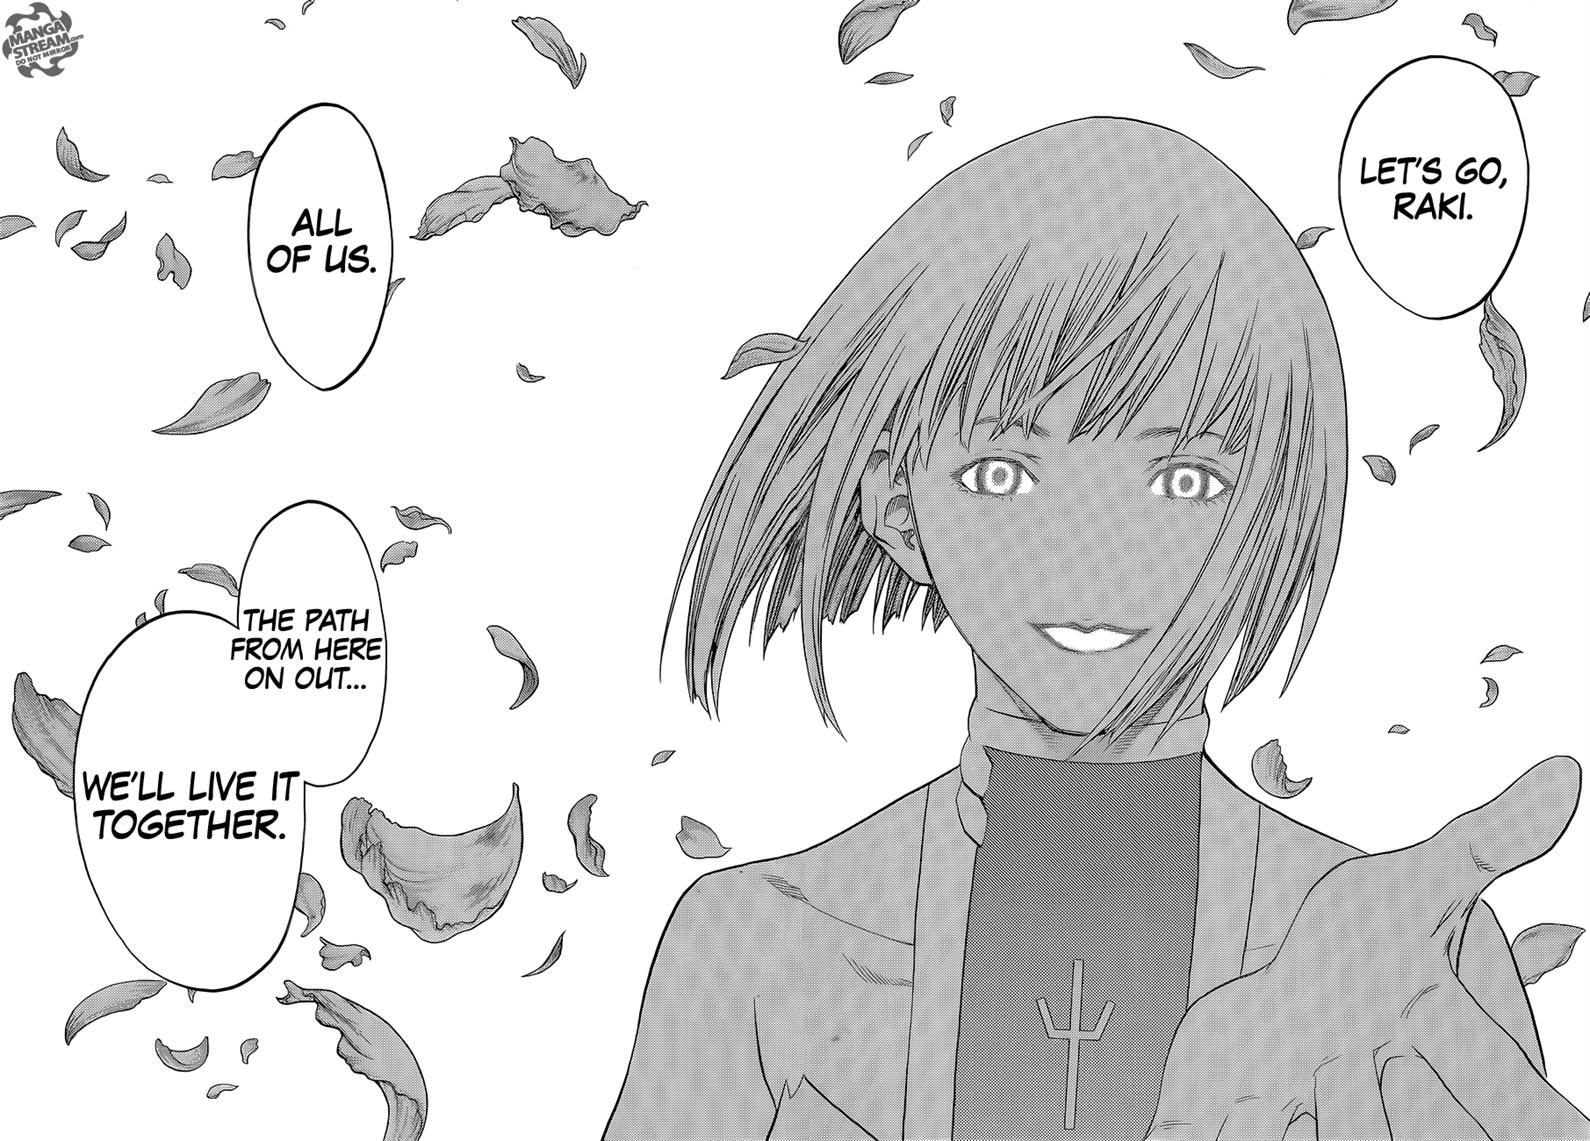 MANGA
STREAM.com
DO NOT MIRROR
LET'S GO,
RAKI.
ALL
OF US.
THE PATH
FROM HERE
ON OUT...
WE'LL LIVE IT
TOGETHER.